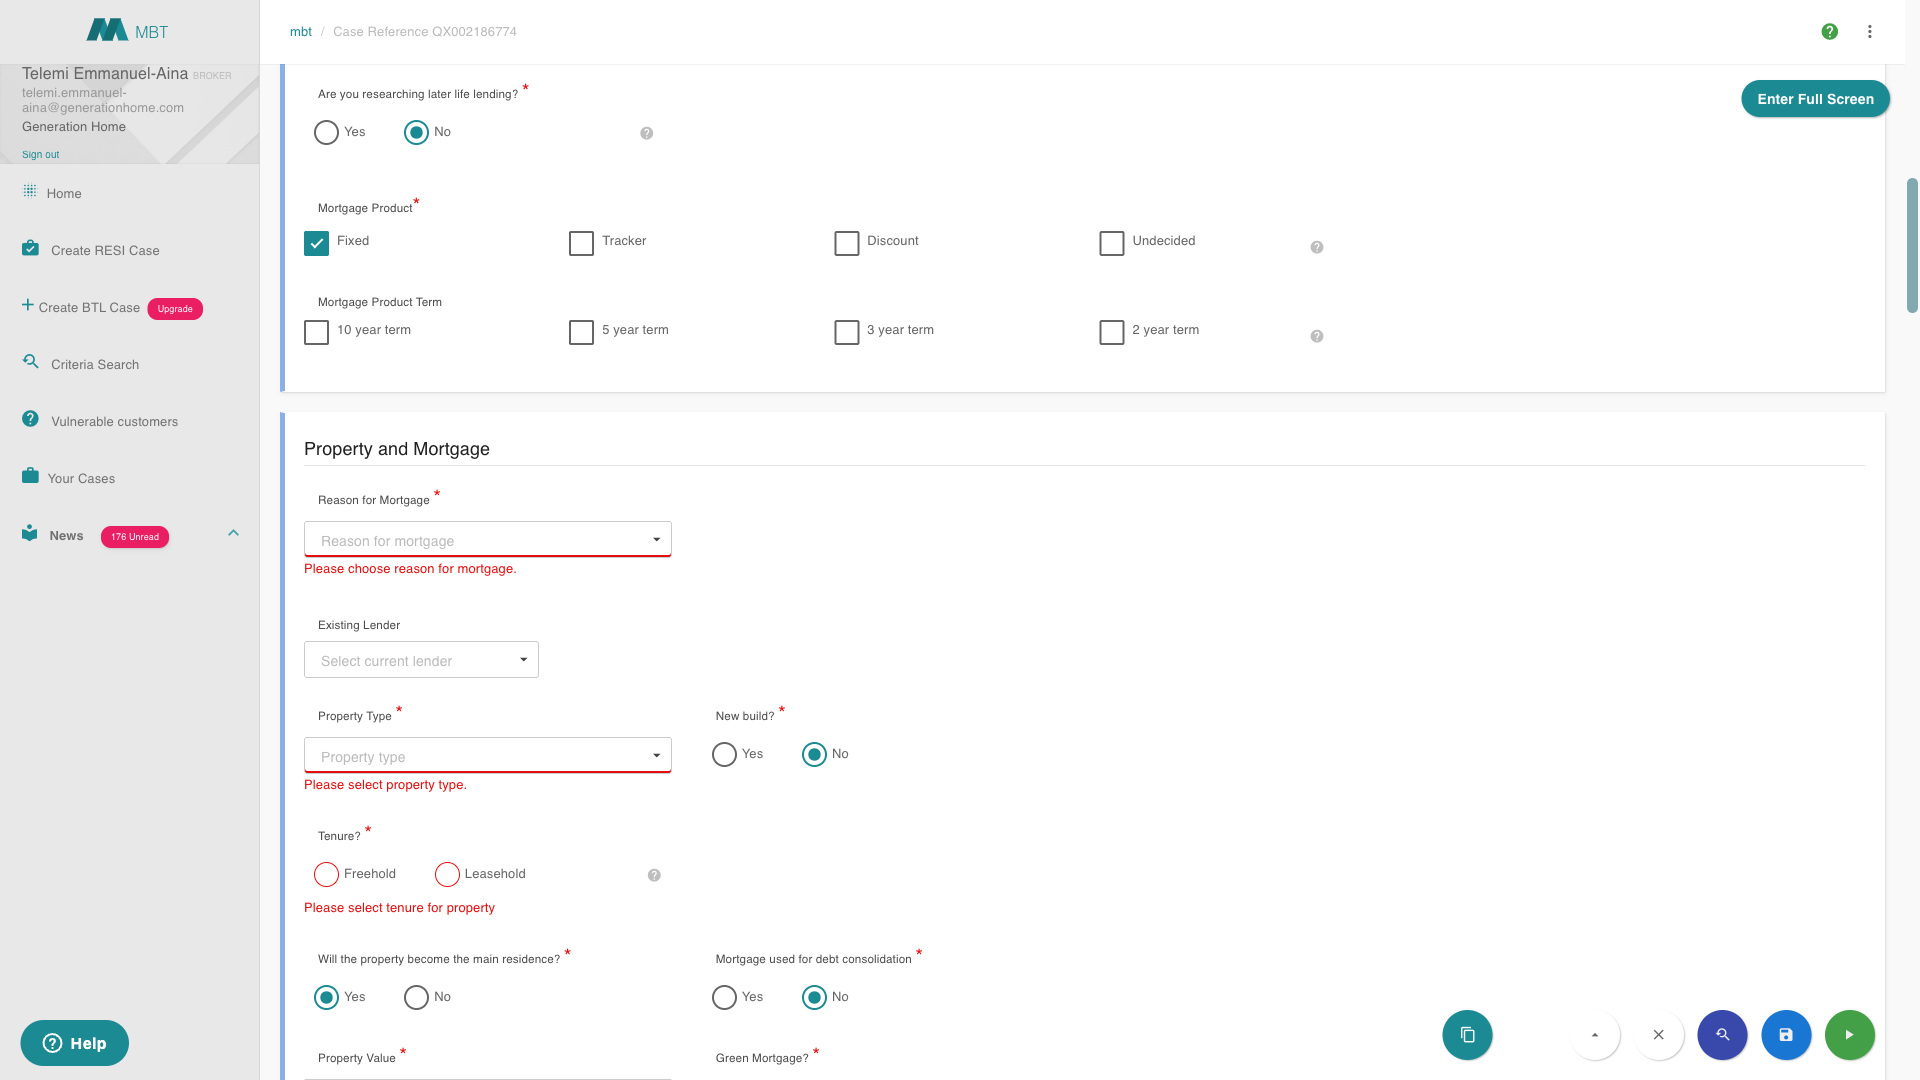 MBT
mbt / Case Reference QX002186774
Telemi Emmanuel-Aina BROKER
telemi.emmanuel-
aina@generationhome.com
Generation Home
Sign out
Home
Create RESI Case
Create BTL Case Upgrade
Criteria Search
Vulnerable customers
Your Cases
News 176 Unread
Help
Enter Full Screen
Are you researching later life lending? *
Yes No
Mortgage Product *
Fixed Tracker Discount Undecided
Mortgage Product Term
10 year term 5 year term 3 year term 2 year term
Property and Mortgage
Reason for Mortgage *
Reason for mortgage
Please choose reason for mortgage.
Existing Lender
Select current lender
Property Type * New build? *
Property type Yes No
Please select property type.
Tenure? *
Freehold Leasehold
Please select tenure for property
Will the property become the main residence? * Mortgage used for debt consolidation *
Yes No Yes No
Property Value * Green Mortgage? *